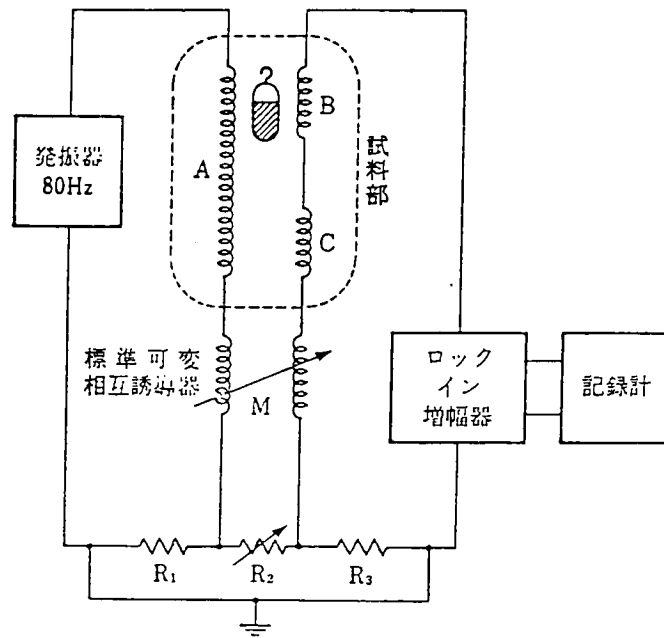 発振器
80Hz
A
B
C
試料部
標準可変
相互誘導器
M
ロック
イン
増幅器
記録計
R₁
R₂
R₃